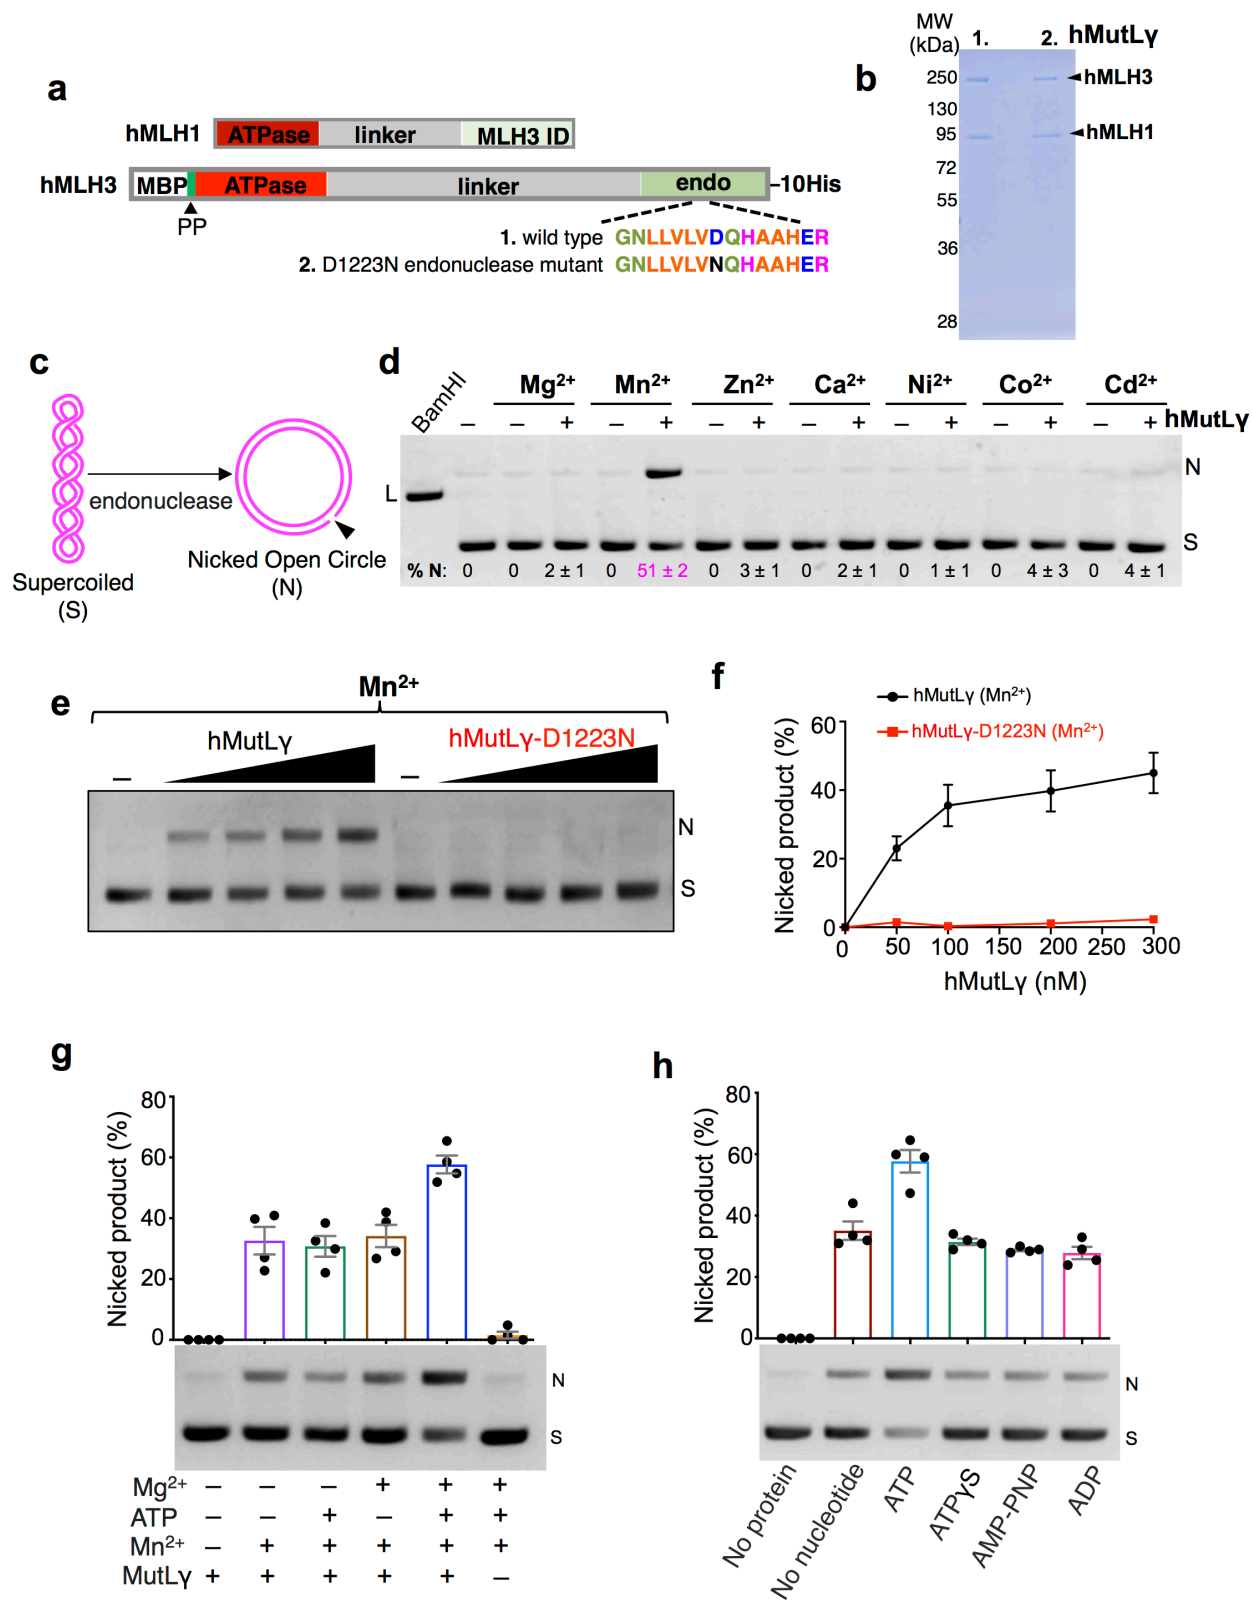 a
hMLH1 ATPase linker MLH3 ID
hMLH3 MBP ATPase linker endo –10His
PP
1. wild type GNLLVLVDQHAAHER
2. D1223N endonuclease mutant GNLLVLVNQHAAHER
b
MW (kDa) 1. 2. hMutLγ
250 hMLH3
130
95 hMLH1
72
55
36
28
c
endonuclease
Supercoiled (S)
Nicked Open Circle (N)
d
BamHI Mg2+ Mn2+ Zn2+ Ca2+ Ni2+ Co2+ Cd2+
– – + – + – + – + – + – + – + hMutLγ
N
L
S
% N: 0 0 2 ± 1 0 51 ± 2 0 3 ± 1 0 2 ± 1 0 1 ± 1 0 4 ± 3 0 4 ± 1
e
Mn2+
hMutLγ hMutLγ-D1223N
– –
N
S
f
hMutLγ (Mn2+)
hMutLγ-D1223N (Mn2+)
Nicked product (%)
60
40
20
0
0 50 100 150 200 250 300
hMutLγ (nM)
g
Nicked product (%)
80
60
40
20
0
N
S
Mg2+ – – – + + +
ATP – – + – + +
Mn2+ – + + + + +
MutLγ + + + + + –
h
Nicked product (%)
80
60
40
20
0
N
S
No protein
No nucleotide
ATP
ATPγS
AMP-PNP
ADP